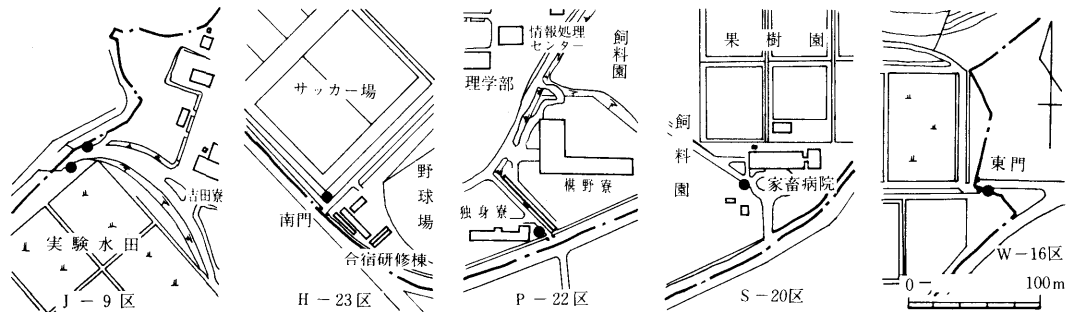 吉田寮
実験水田
J－9区
サッカー場
野球場
南門
合宿研修棟
H－23区
情報処理
センター
飼料園
理学部
椹野寮
独身寮
P－22区
果樹園
飼料園
家畜病院
S－20区
東門
W－16区
0 100m